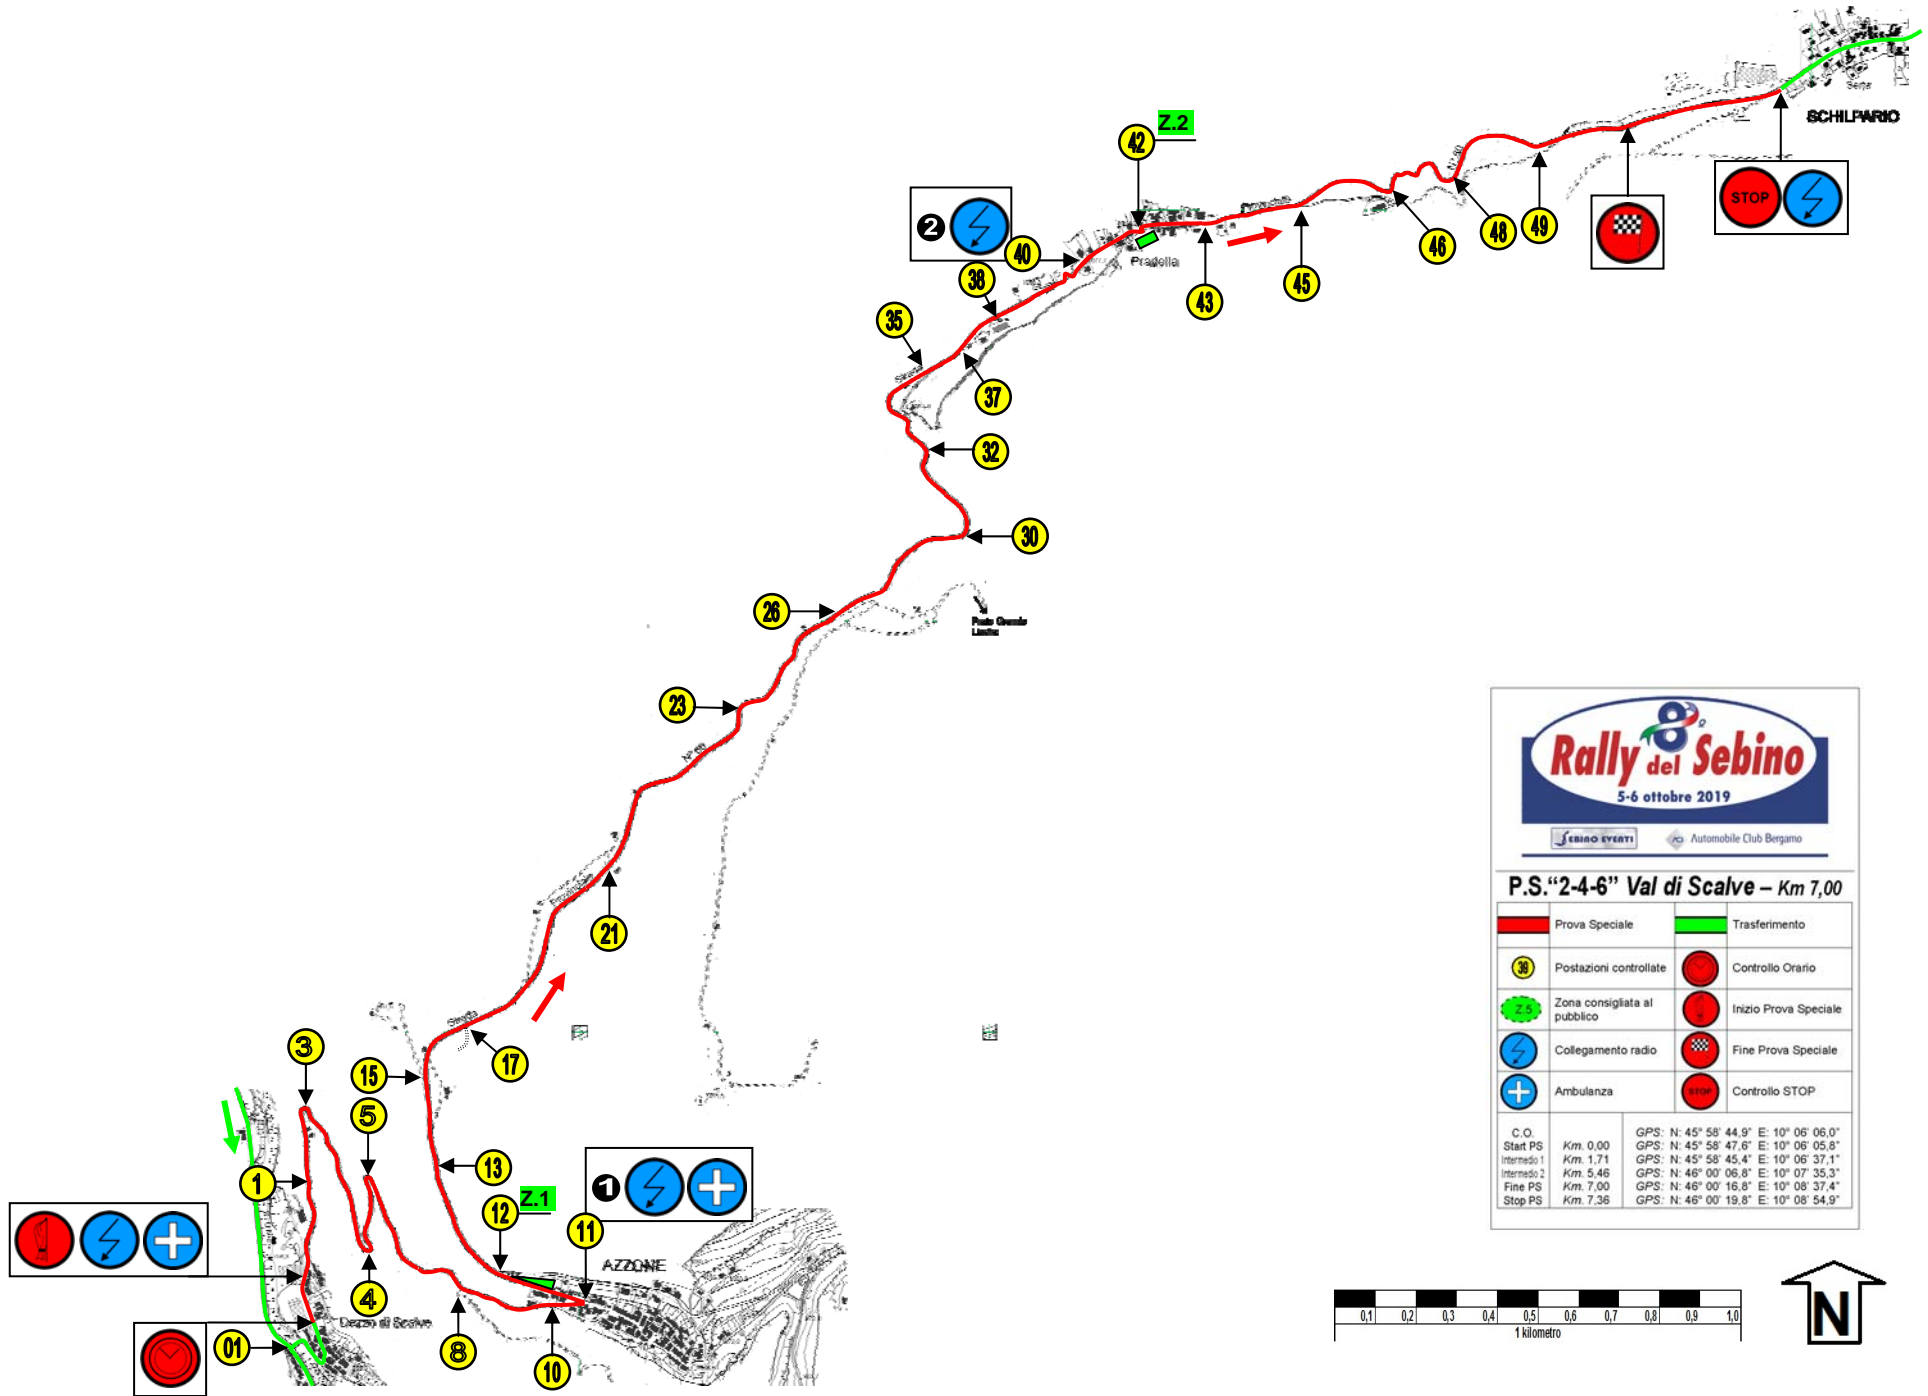 SCHILPARIO
Z.2
42
2
40
38
Pradella
STOP
49
48
46
45
43
35
37
32
30
26
23
21
17
3
15
5
13
1
1
Z.1
12
11
AZZONE
4
Dezzo di Scalve
01
8
10
Rally del Sebino
8°
5-6 ottobre 2019
SEBINO EVENTI
Automobile Club Bergamo
P.S.“2-4-6” Val di Scalve – Km 7,00
Prova Speciale
Trasferimento
39 Postazioni controllate
Controllo Orario
Z.5 Zona consigliata al pubblico
Inizio Prova Speciale
Collegamento radio
Fine Prova Speciale
Ambulanza
STOP Controllo STOP
C.O. GPS: N: 45° 58' 44,9" E: 10° 06' 06,0"
Start PS Km. 0,00 GPS: N: 45° 58' 47,6" E: 10° 06' 05,8"
Intermedio 1 Km. 1,71 GPS: N: 45° 58' 45,4" E: 10° 06' 37,1"
Intermedio 2 Km. 5,46 GPS: N: 46° 00' 06,8" E: 10° 07' 35,3"
Fine PS Km. 7,00 GPS: N: 46° 00' 16,8" E: 10° 08' 37,4"
Stop PS Km. 7,36 GPS: N: 46° 00' 19,8" E: 10° 08' 54,9"
0,1 0,2 0,3 0,4 0,5 0,6 0,7 0,8 0,9 1,0
1 kilometro
N